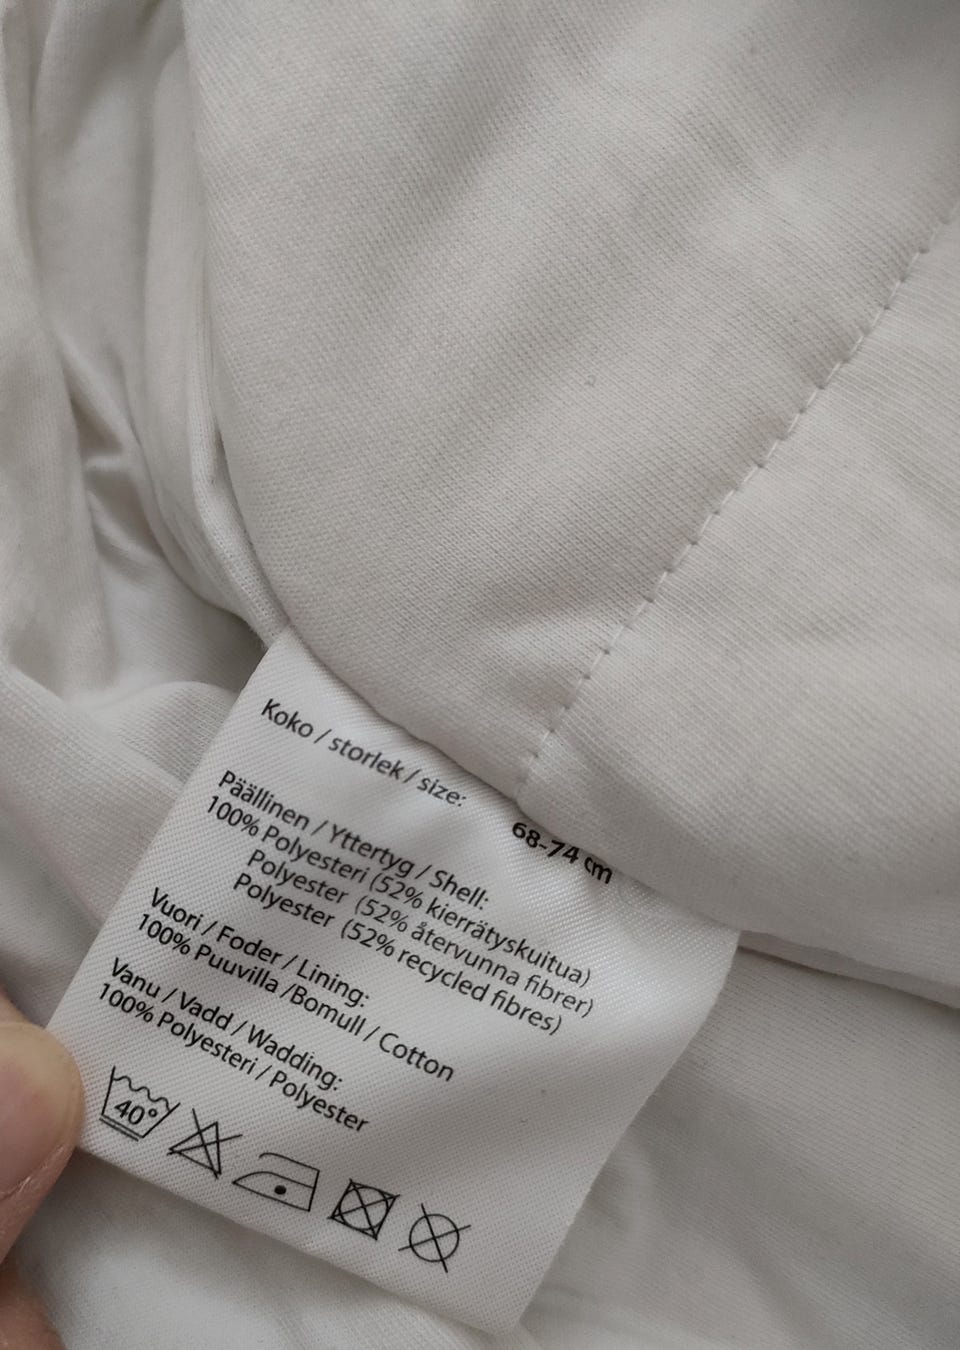 Koko / storlek / size:
68-74 cm
Päällinen / Yttertyg / Shell:
100% Polyesteri (52% kierrätyskuitua)
Polyester (52% återvunna fibrer)
Polyester (52% recycled fibres)
Vuori / Foder / Lining:
100% Puuvilla /Bomull / Cotton
Vanu / Vadd / Wadding:
100% Polyesteri / Polyester
40°